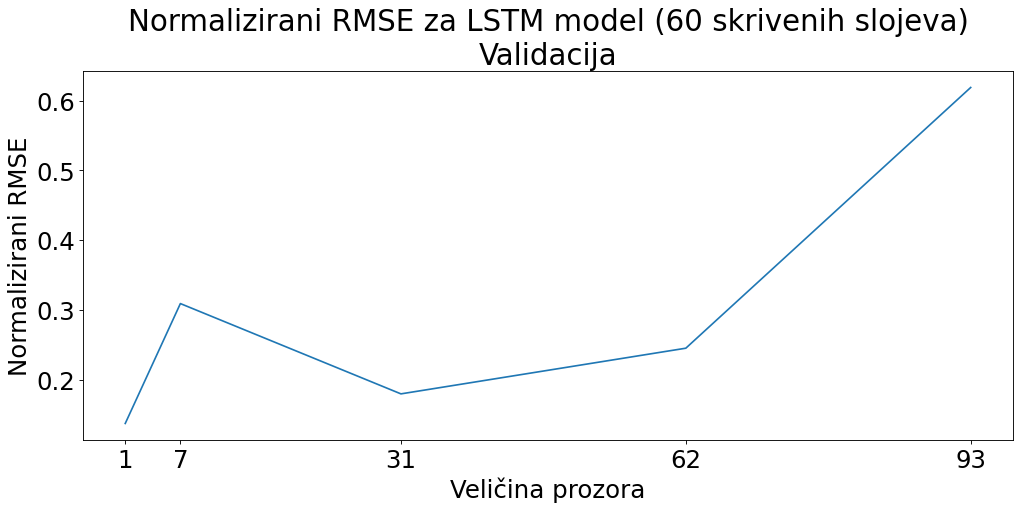 Normalizirani RMSE za LSTM model (60 skrivenih slojeva)
Validacija
Normalizirani RMSE
0.6
0.5
0.4
0.3
0.2
1 7 31 62 93
Veličina prozora